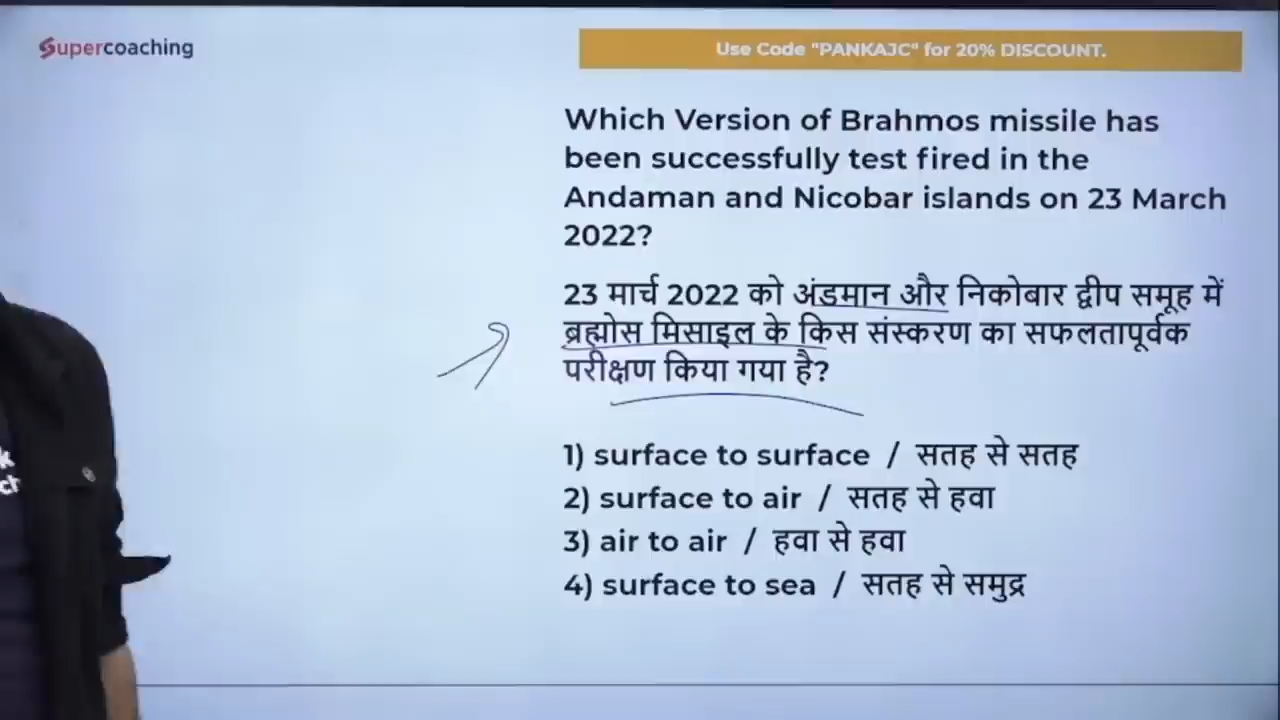 Supercoaching
Use Code "PANKAJC" for 20% DISCOUNT.
Which Version of Brahmos missile has
been successfully test fired in the
Andaman and Nicobar islands on 23 March
2022?
23 मार्च 2022 को अंडमान और निकोबार द्वीप समूह में
ब्रह्मोस मिसाइल के किस संस्करण का सफलतापूर्वक
परीक्षण किया गया है?
1) surface to surface / सतह से सतह
2) surface to air / सतह से हवा
3) air to air / हवा से हवा
4) surface to sea / सतह से समुद्र